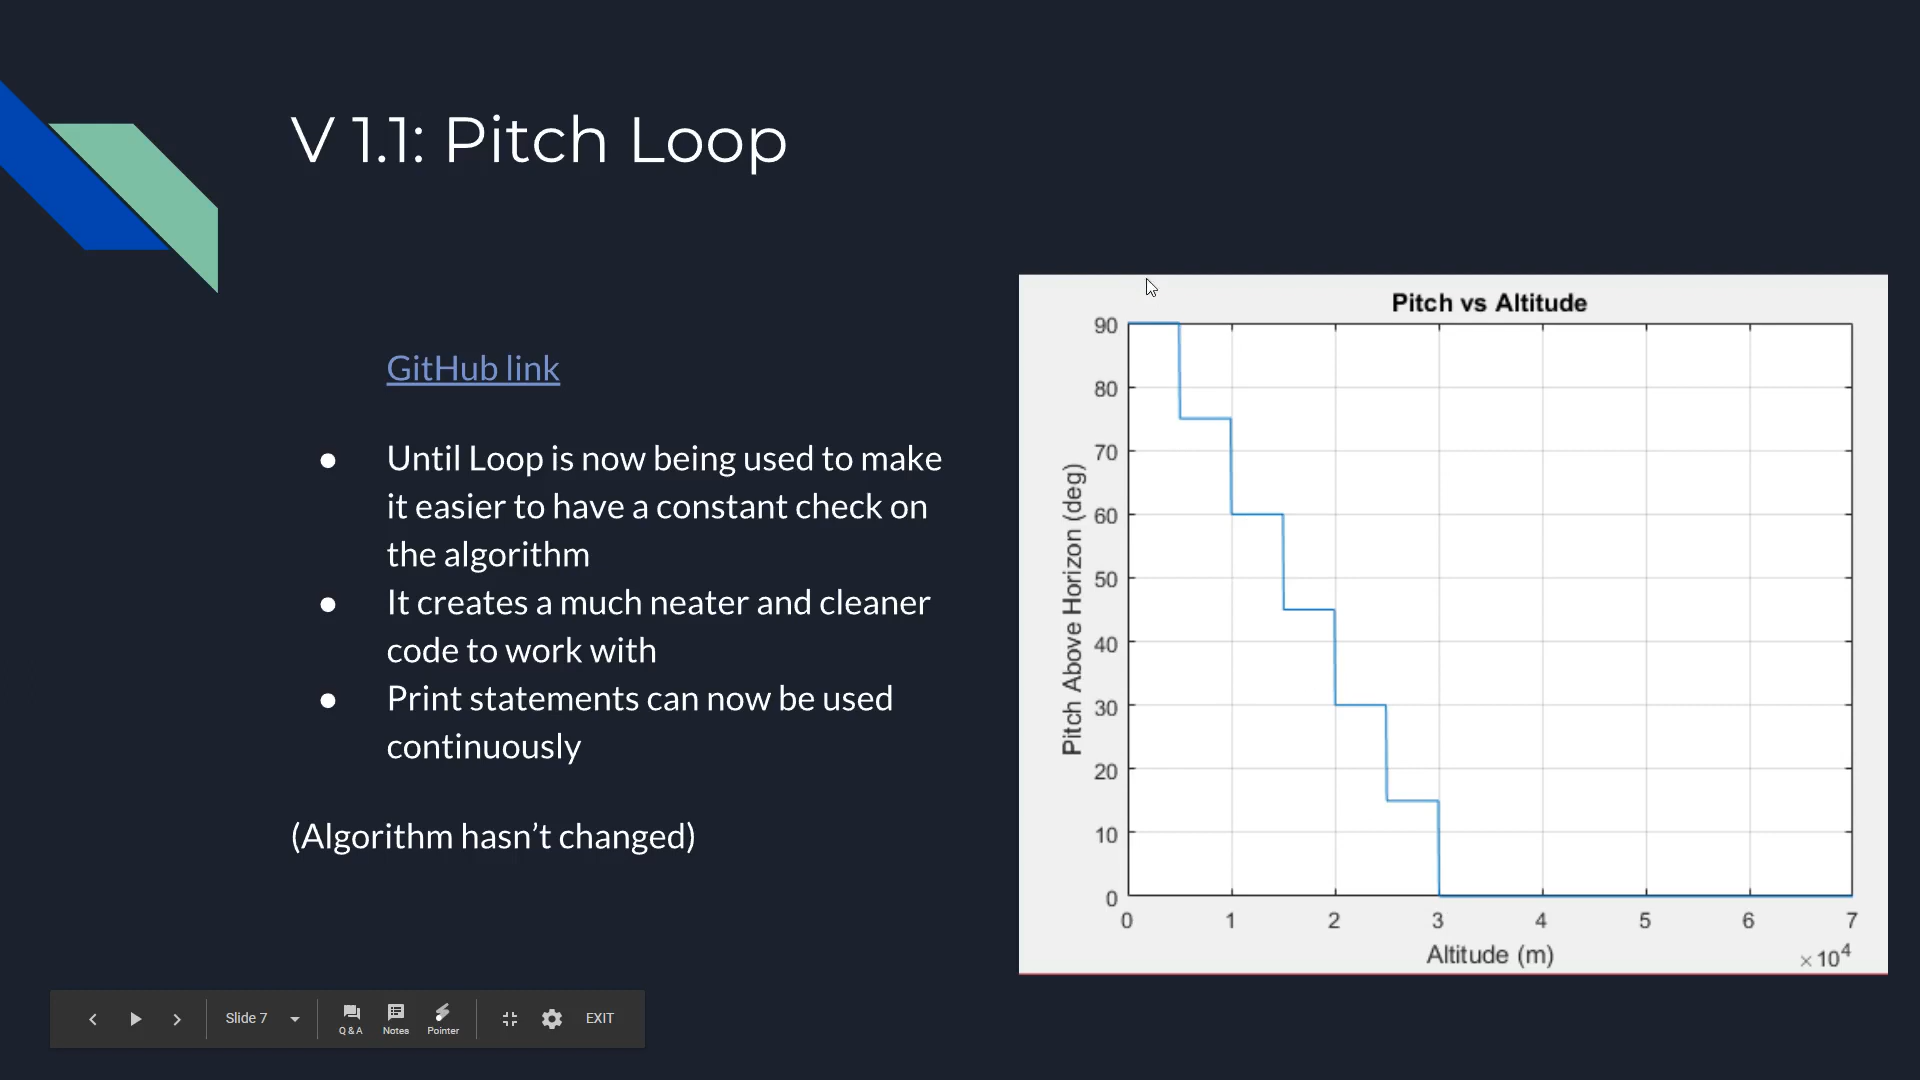 V 1.1: Pitch Loop
GitHub link
● Until Loop is now being used to make
it easier to have a constant check on
the algorithm
● It creates a much neater and cleaner
code to work with
● Print statements can now be used
continuously
(Algorithm hasn’t changed)
Pitch vs Altitude
Pitch Above Horizon (deg)
90
80
70
60
50
40
30
20
10
0
0 1 2 3 4 5 6 7
Altitude (m)
×10⁴
Slide 7
Q & A Notes Pointer
EXIT